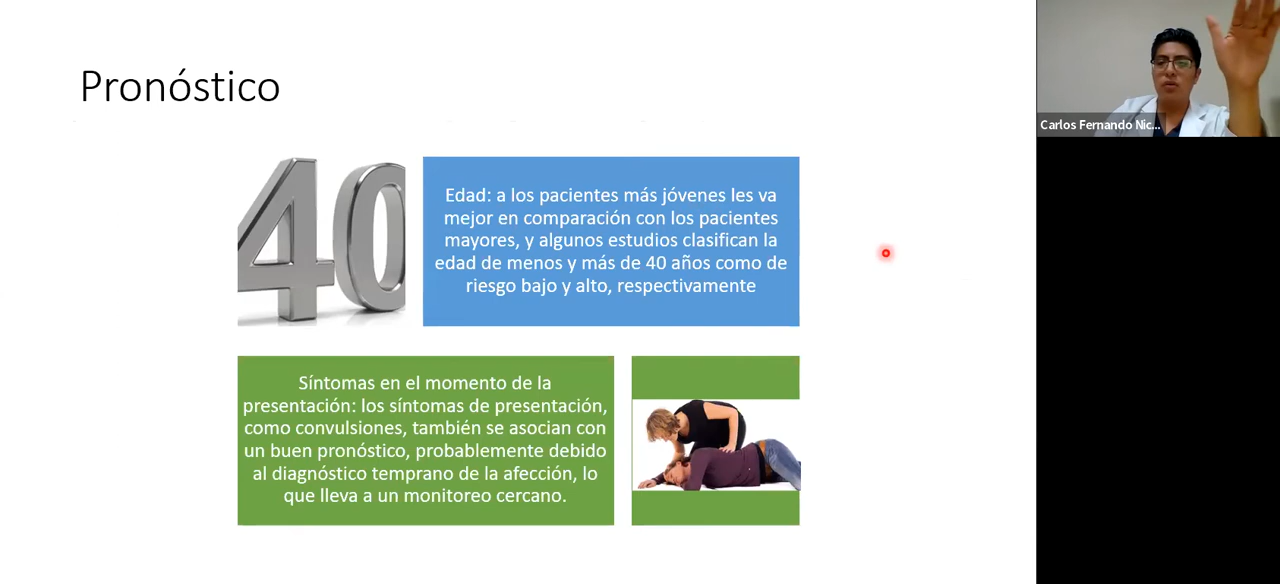 Pronóstico
Carlos Fernando Nic...
40
Edad: a los pacientes más jóvenes les va
mejor en comparación con los pacientes
mayores, y algunos estudios clasifican la
edad de menos y más de 40 años como de
riesgo bajo y alto, respectivamente
Síntomas en el momento de la
presentación: los síntomas de presentación,
como convulsiones, también se asocian con
un buen pronóstico, probablemente debido
al diagnóstico temprano de la afección, lo
que lleva a un monitoreo cercano.